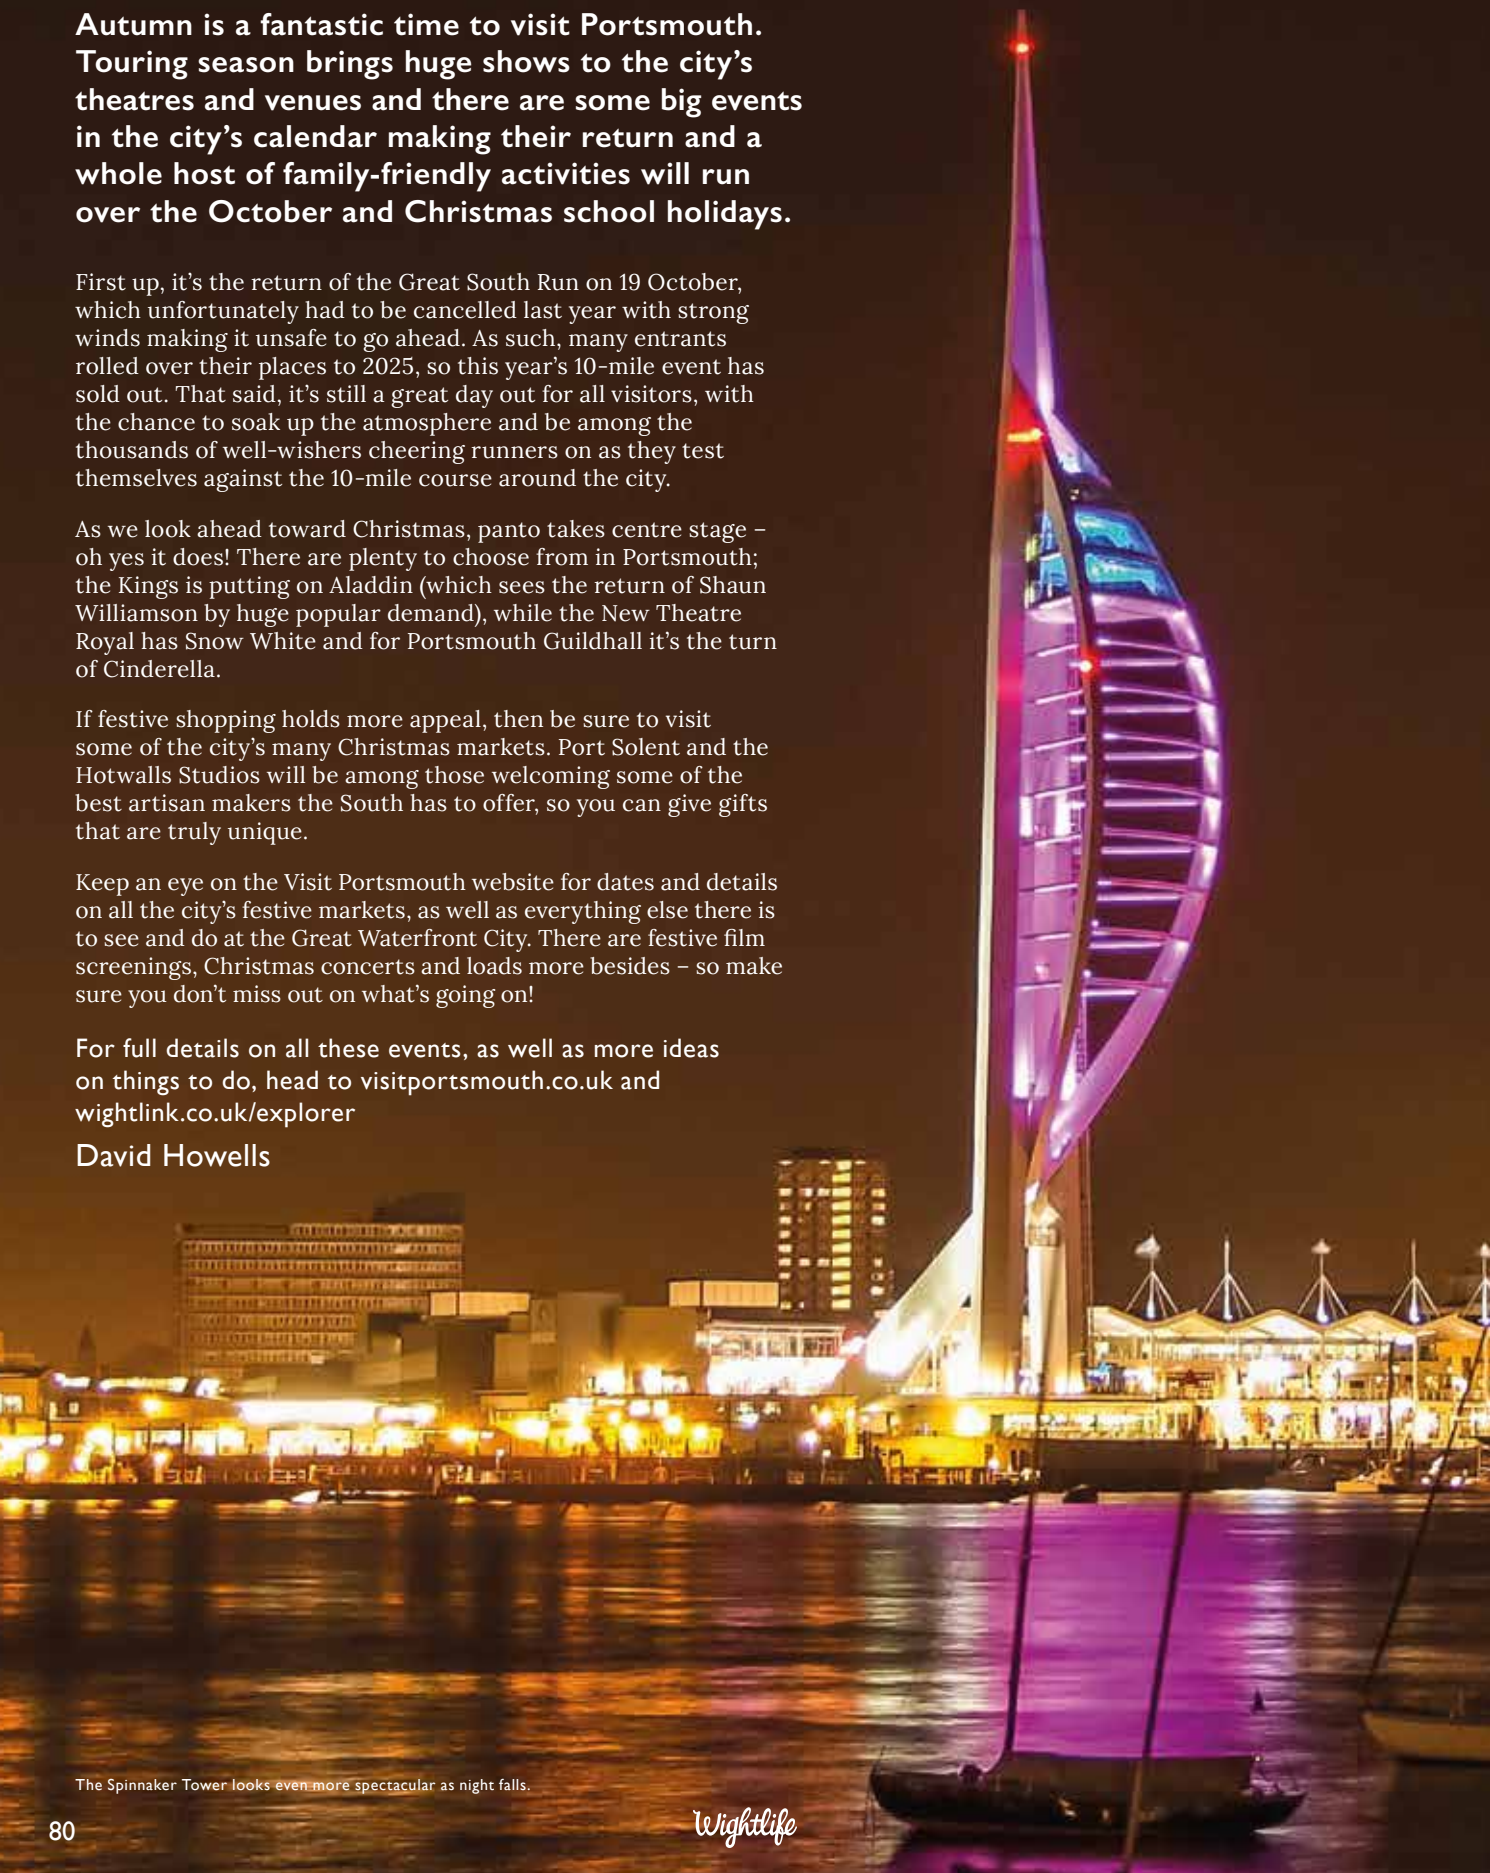 Autumn is a fantastic time to visit Portsmouth.
Touring season brings huge shows to the city's
theatres and venues and there are some big events
in the city's calendar making their return and a
whole host of family-friendly activities will run
over the October and Christmas school holidays.
First up, it's the return of the Great South Run on 19 October,
which unfortunately had to be cancelled last year with strong
winds making it unsafe to go ahead. As such, many entrants
rolled over their places to 2025, so this year's 10-mile event has
sold out. That said, it's still a great day out for all visitors, with
the chance to soak up the atmosphere and be among the
thousands of well-wishers cheering runners on as they test
themselves against the 10-mile course around the city.
As we look ahead toward Christmas, panto takes centre stage –
oh yes it does! There are plenty to choose from in Portsmouth;
the Kings is putting on Aladdin (which sees the return of Shaun
Williamson by huge popular demand), while the New Theatre
Royal has Snow White and for Portsmouth Guildhall it's the turn
of Cinderella.
If festive shopping holds more appeal, then be sure to visit
some of the city's many Christmas markets. Port Solent and the
Hotwalls Studios will be among those welcoming some of the
best artisan makers the South has to offer, so you can give gifts
that are truly unique.
Keep an eye on the Visit Portsmouth website for dates and details
on all the city's festive markets, as well as everything else there is
to see and do at the Great Waterfront City. There are festive film
screenings, Christmas concerts and loads more besides – so make
sure you don't miss out on what's going on!
For full details on all these events, as well as more ideas
on things to do, head to visitportsmouth.co.uk and
wightlink.co.uk/explorer
David Howells
The Spinnaker Tower looks even more spectacular as night falls.
80
Wightlife